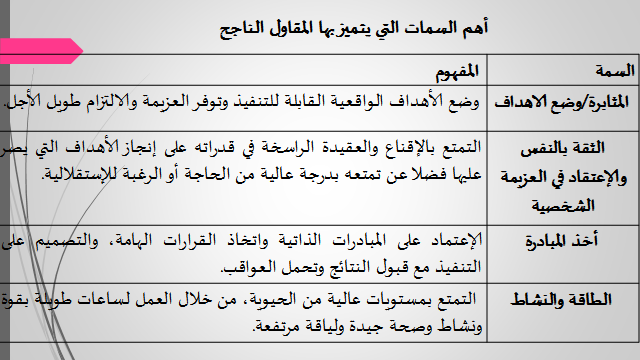 أهم السمات التي يتميز بها المقاول الناجح
السمة
المفهوم
المثابرة/وضع الاهداف
وضع الأهداف الواقعية القابلة للتنفيذ وتوفر العزيمة والالتزام طويل الأجل.
الثقة بالنفس
والإعتقاد في العزيمة
الشخصية
التمتع بالإقناع والعقيدة الراسخة في قدراته على إنجاز الأهداف التي يصر
عليها فضلا عن تمتعه بدرجة عالية من الحاجة أو الرغبة للإستقلالية.
أخذ المبادرة
الإعتماد على المبادرات الذاتية واتخاذ القرارات الهامة، والتصميم على
التنفيذ مع قبول النتائج وتحمل العواقب.
الطاقة والنشاط
التمتع بمستويات عالية من الحيوية، من خلال العمل لساعات طويلة بقوة
ونشاط وصحة جيدة ولياقة مرتفعة.